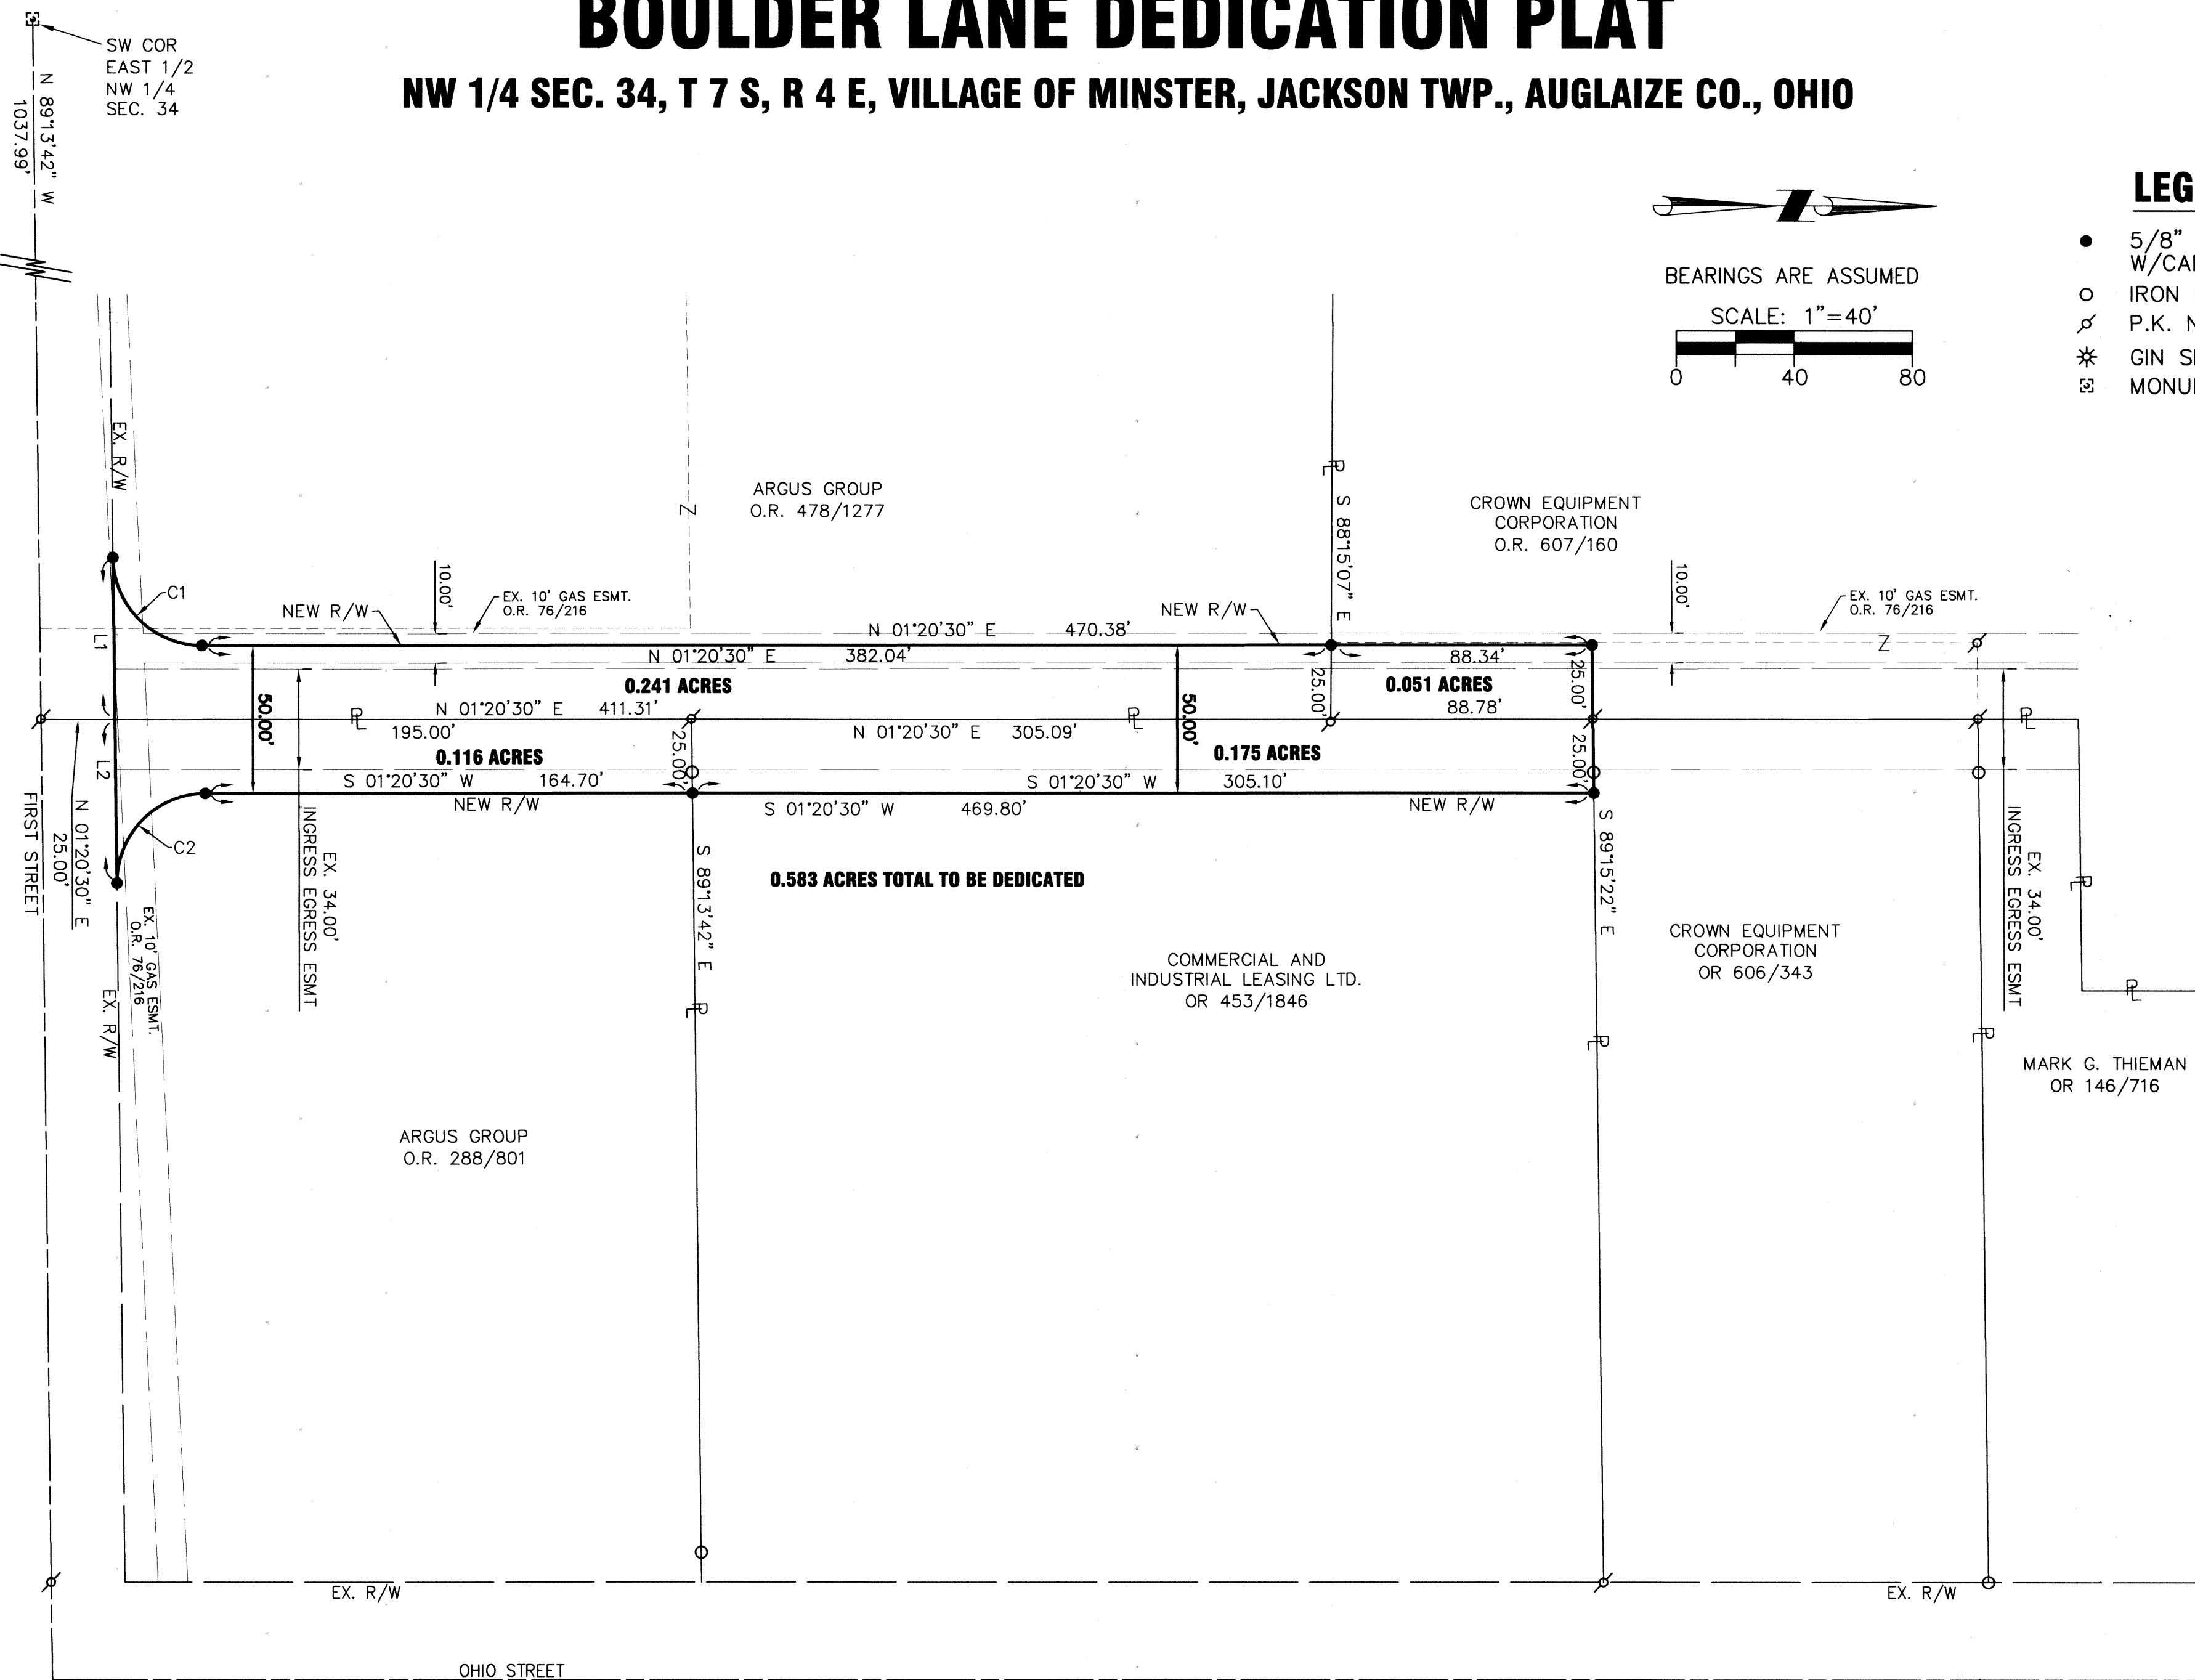 BOULDER LANE DEDICATION PLAT
NW 1/4 SEC. 34, T 7 S, R 4 E, VILLAGE OF MINSTER, JACKSON TWP., AUGLAIZE CO., OHIO
SW COR
EAST 1/2
NW 1/4
SEC. 34
N 89°13'42" W
1037.99'
BEARINGS ARE ASSUMED
SCALE: 1"=40'
0 40 80
LEG
5/8"
W/CAP
IRON
P.K. N
GIN S
MONU
EX. R/W
ARGUS GROUP
O.R. 478/1277
Z
CROWN EQUIPMENT
CORPORATION
O.R. 607/160
S 88°15'07" E
PL
C1
L1
NEW R/W
10.00'
EX. 10' GAS ESMT.
O.R. 76/216
NEW R/W
10.00'
EX. 10' GAS ESMT.
O.R. 76/216
Z
N 01°20'30" E 470.38'
N 01°20'30" E 382.04'
88.34'
0.241 ACRES
0.051 ACRES
25.00'
25.00'
50.00'
50.00'
PL
N 01°20'30" E 411.31'
PL
88.78'
PL
195.00'
N 01°20'30" E 305.09'
0.116 ACRES
0.175 ACRES
25.00'
25.00'
S 01°20'30" W 164.70'
S 01°20'30" W 305.10'
NEW R/W
S 01°20'30" W 469.80'
NEW R/W
L2
C2
FIRST STREET
N 01°20'30" E
25.00'
EX. 34.00'
INGRESS EGRESS ESMT
EX. 10' GAS ESMT.
O.R. 76/216
EX. R/W
S 89°13'42" E
PL
0.583 ACRES TOTAL TO BE DEDICATED
COMMERCIAL AND
INDUSTRIAL LEASING LTD.
OR 453/1846
S 89°15'22" E
PL
CROWN EQUIPMENT
CORPORATION
OR 606/343
EX. 34.00'
INGRESS EGRESS ESMT
PL
PL
PL
MARK G. THIEMAN
OR 146/716
ARGUS GROUP
O.R. 288/801
EX. R/W
EX. R/W
OHIO STREET